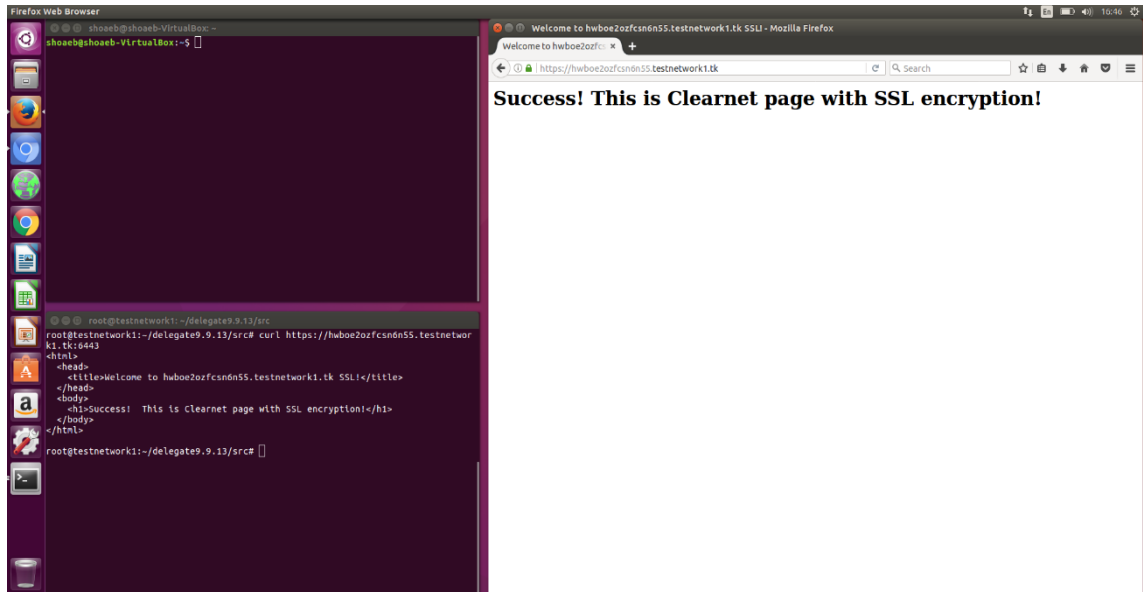 Firefox Web Browser
En
16:46
shoaeb@shoaeb-VirtualBox: ~
shoaeb@shoaeb-VirtualBox:~$
root@testnetwork1: ~/delegate9.9.13/src
root@testnetwork1:~/delegate9.9.13/src# curl https://hwboe2ozfcsn6n55.testnetwor
k1.tk:6443
<html>
  <head>
    <title>Welcome to hwboe2ozfcsn6n55.testnetwork1.tk SSL!</title>
  </head>
  <body>
    <h1>Success!  This is Clearnet page with SSL encryption!</h1>
  </body>
</html>
root@testnetwork1:~/delegate9.9.13/src#
Welcome to hwboe2ozfcsn6n55.testnetwork1.tk SSL! - Mozilla Firefox
Welcome to hwboe2ozfc
https://hwboe2ozfcsn6n55.testnetwork1.tk
Search
Success! This is Clearnet page with SSL encryption!